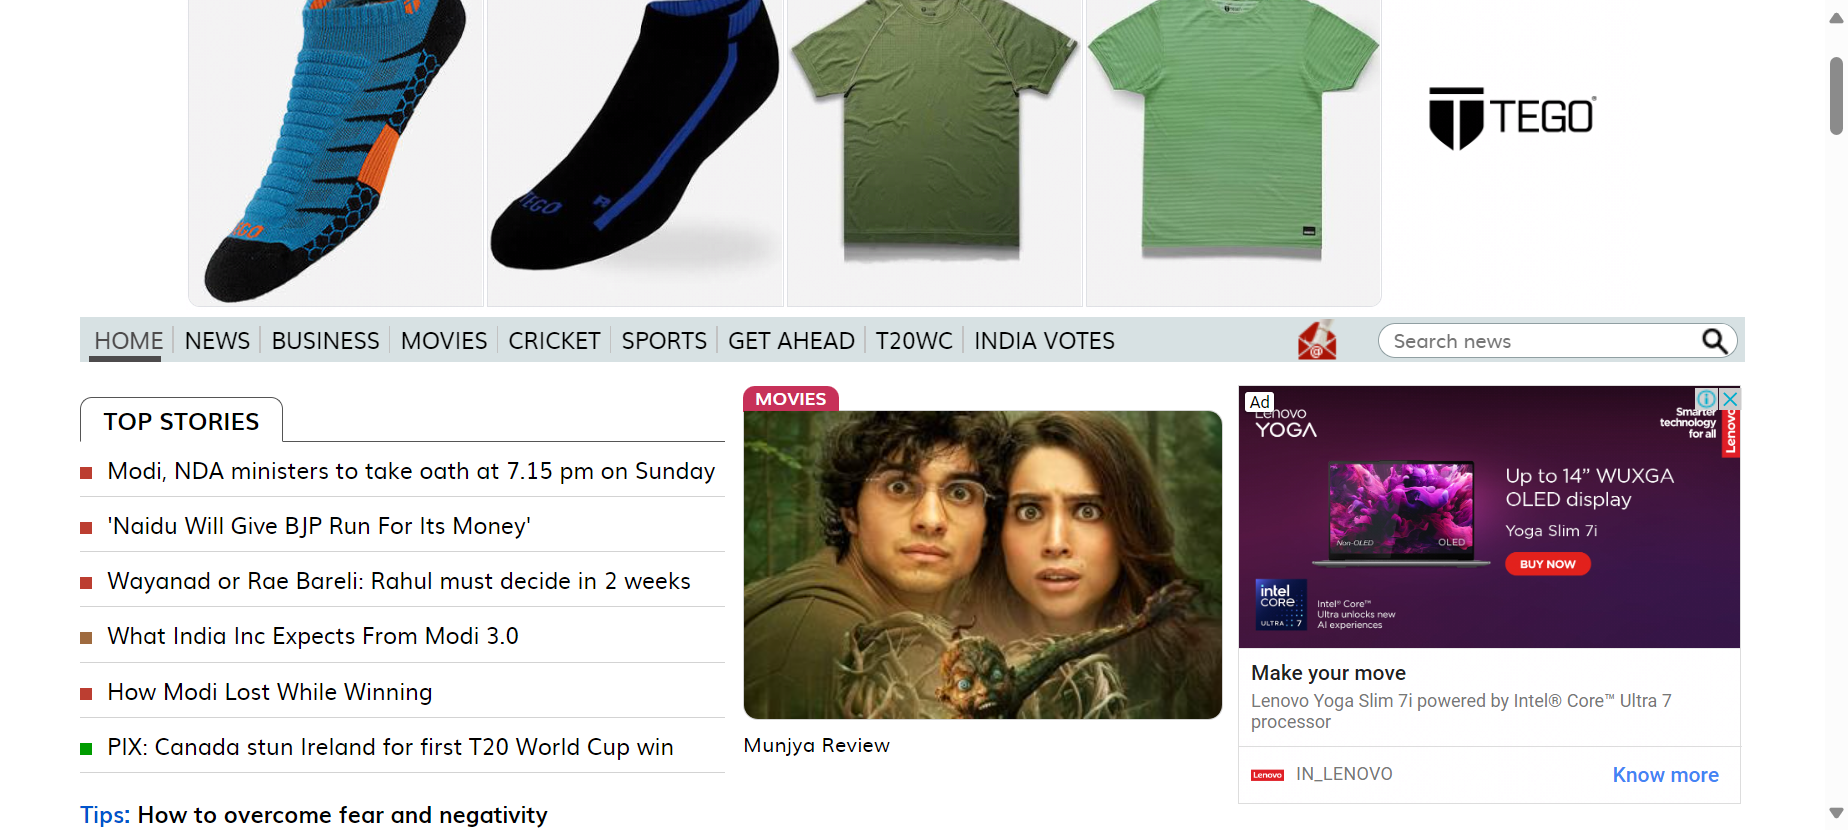 TEGO
TEGO
TEGO
HOME NEWS BUSINESS MOVIES CRICKET SPORTS GET AHEAD T20WC INDIA VOTES
Search news
TOP STORIES
Modi, NDA ministers to take oath at 7.15 pm on Sunday
'Naidu Will Give BJP Run For Its Money'
Wayanad or Rae Bareli: Rahul must decide in 2 weeks
What India Inc Expects From Modi 3.0
How Modi Lost While Winning
PIX: Canada stun Ireland for first T20 World Cup win
Tips: How to overcome fear and negativity
MOVIES
Munjya Review
Ad
Lenovo
YOGA
Smarter
technology
for all
Lenovo
Up to 14” WUXGA
OLED display
Yoga Slim 7i
BUY NOW
Non-OLED
OLED
intel
CORE
ULTRA 7
Intel® Core™
Ultra unlocks new
AI experiences
Make your move
Lenovo Yoga Slim 7i powered by Intel® Core™ Ultra 7
processor
Lenovo IN_LENOVO
Know more